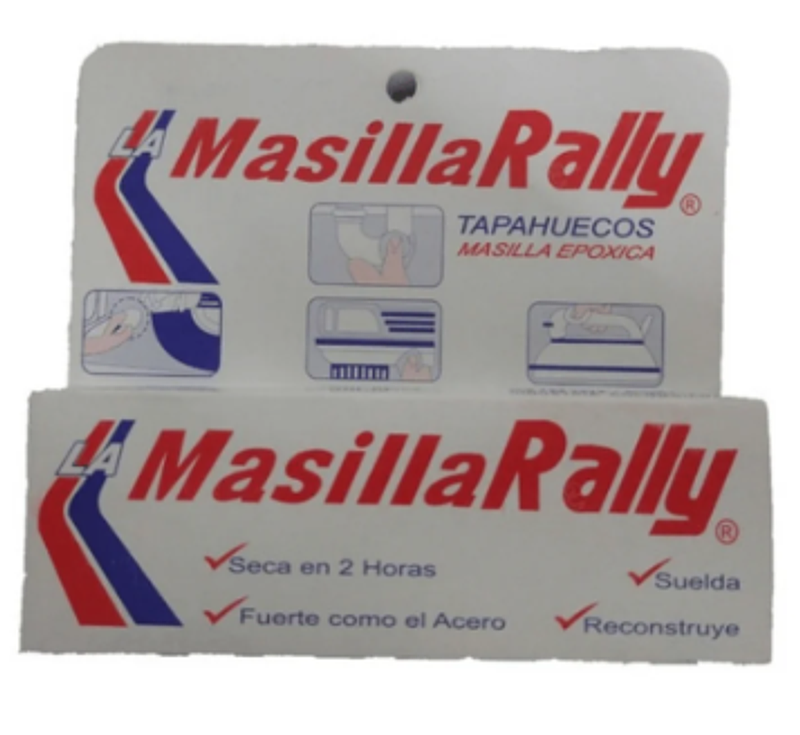 LA MasillaRally®
TAPAHUECOS
MASILLA EPOXICA
LA MasillaRally®
Seca en 2 Horas
Suelda
Fuerte como el Acero
Reconstruye